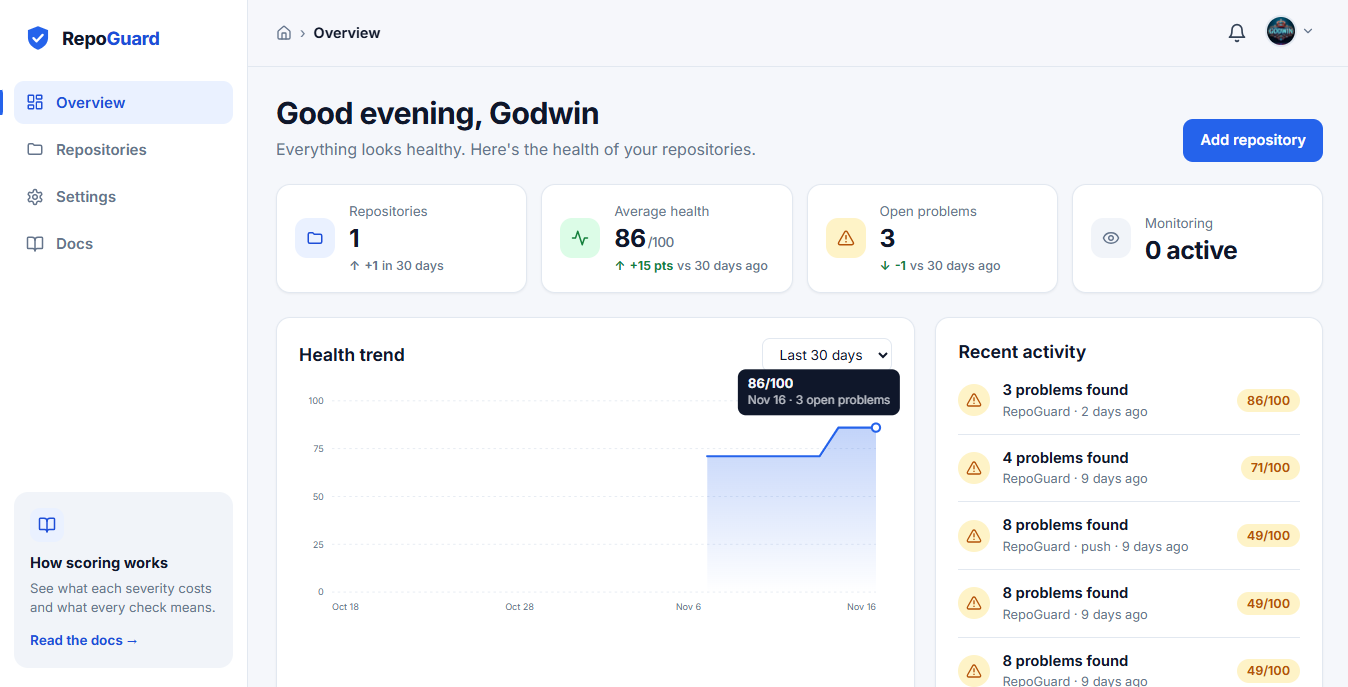 RepoGuard
Overview
Repositories
Settings
Docs
How scoring works
See what each severity costs
and what every check means.
Read the docs →
› Overview
GODWIN
Good evening, Godwin
Everything looks healthy. Here's the health of your repositories.
Add repository
Repositories
1
↑ +1 in 30 days
Average health
86/100
↑ +15 pts vs 30 days ago
Open problems
3
↓ -1 vs 30 days ago
Monitoring
0 active
Health trend
Last 30 days
86/100
Nov 16 · 3 open problems
100
75
50
25
0
Oct 18 Oct 28 Nov 6 Nov 16
Recent activity
3 problems found
RepoGuard · 2 days ago
86/100
4 problems found
RepoGuard · 9 days ago
71/100
8 problems found
RepoGuard · push · 9 days ago
49/100
8 problems found
RepoGuard · 9 days ago
49/100
8 problems found
RepoGuard · 9 days ago
49/100